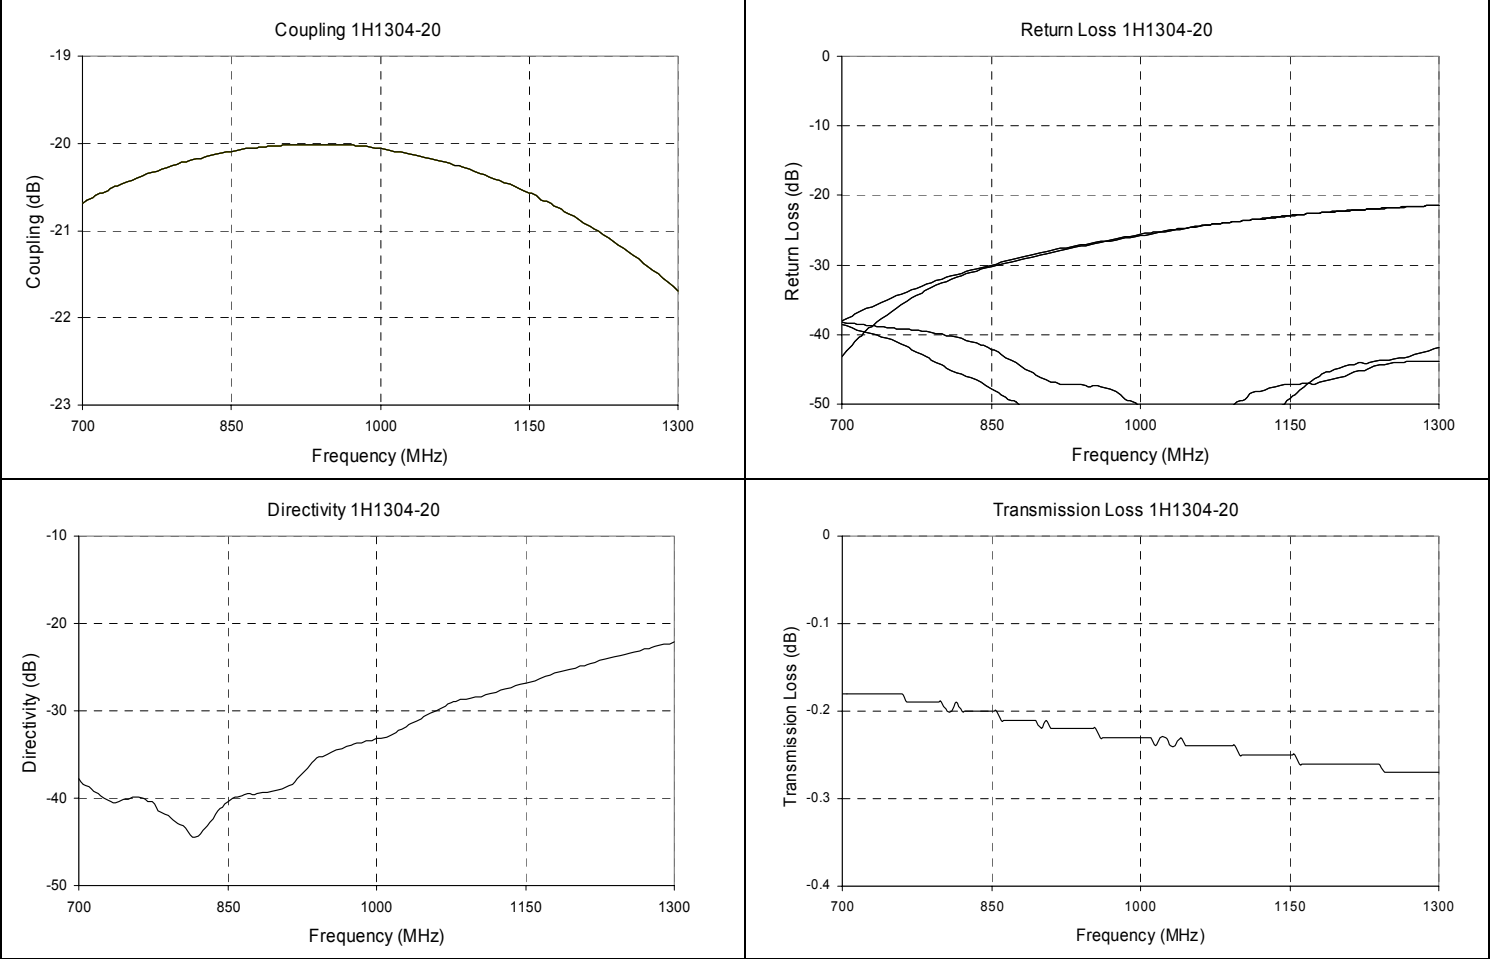 Coupling 1H1304-20
-19
-20
-21
-22
-23
Coupling (dB)
700 850 1000 1150 1300
Frequency (MHz)
Return Loss 1H1304-20
0
-10
-20
-30
-40
-50
Return Loss (dB)
700 850 1000 1150 1300
Frequency (MHz)
Directivity 1H1304-20
-10
-20
-30
-40
-50
Directivity (dB)
700 850 1000 1150 1300
Frequency (MHz)
Transmission Loss 1H1304-20
0
-0.1
-0.2
-0.3
-0.4
Transmission Loss (dB)
700 850 1000 1150 1300
Frequency (MHz)